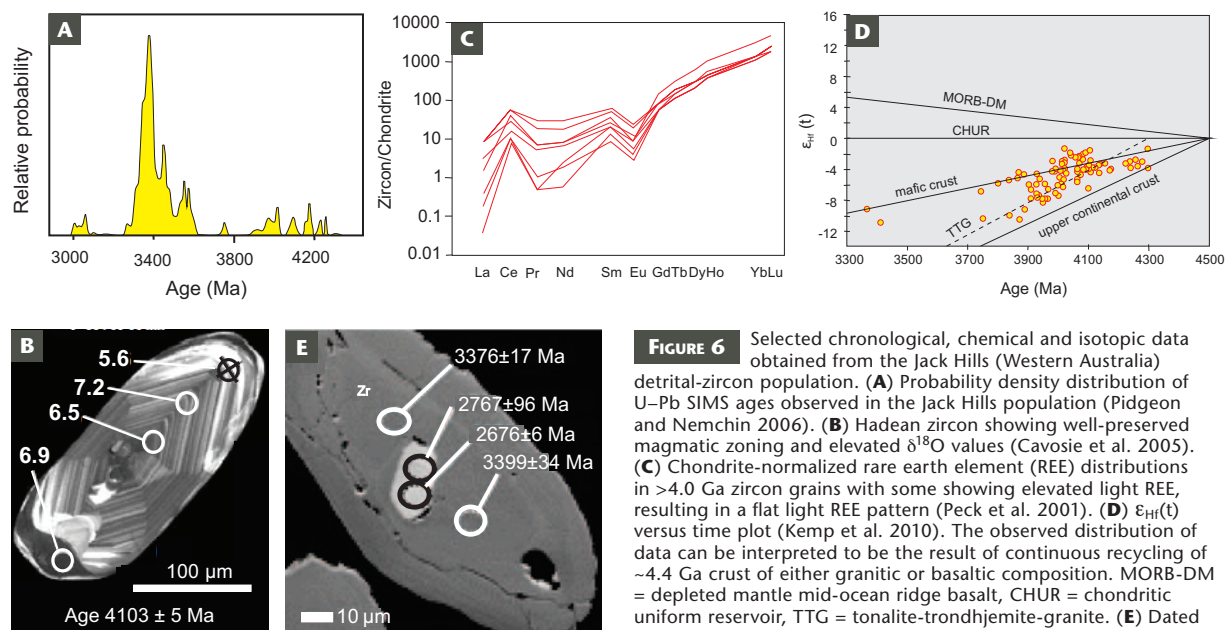 A
Relative probability
3000 3400 3800 4200
Age (Ma)
C
Zircon/Chondrite
10000
1000
100
10
1
0.1
0.01
La Ce Pr Nd Sm Eu GdTb DyHo YbLu
D
εHf (t)
16
12
8
4
0
-4
-8
-12
MORB-DM
CHUR
mafic crust
TTG
upper continental crust
3300 3500 3700 3900 4100 4300 4500
Age (Ma)
B
5.6
7.2
6.5
6.9
100 µm
Age 4103 ± 5 Ma
E
Zr
3376±17 Ma
2767±96 Ma
2676±6 Ma
3399±34 Ma
10 µm
FIGURE 6 Selected chronological, chemical and isotopic data
obtained from the Jack Hills (Western Australia)
detrital-zircon population. (A) Probability density distribution of
U–Pb SIMS ages observed in the Jack Hills population (Pidgeon
and Nemchin 2006). (B) Hadean zircon showing well-preserved
magmatic zoning and elevated δ18O values (Cavosie et al. 2005).
(C) Chondrite-normalized rare earth element (REE) distributions
in >4.0 Ga zircon grains with some showing elevated light REE,
resulting in a flat light REE pattern (Peck et al. 2001). (D) εHf(t)
versus time plot (Kemp et al. 2010). The observed distribution of
data can be interpreted to be the result of continuous recycling of
~4.4 Ga crust of either granitic or basaltic composition. MORB-DM
= depleted mantle mid-ocean ridge basalt, CHUR = chondritic
uniform reservoir, TTG = tonalite-trondhjemite-granite. (E) Dated